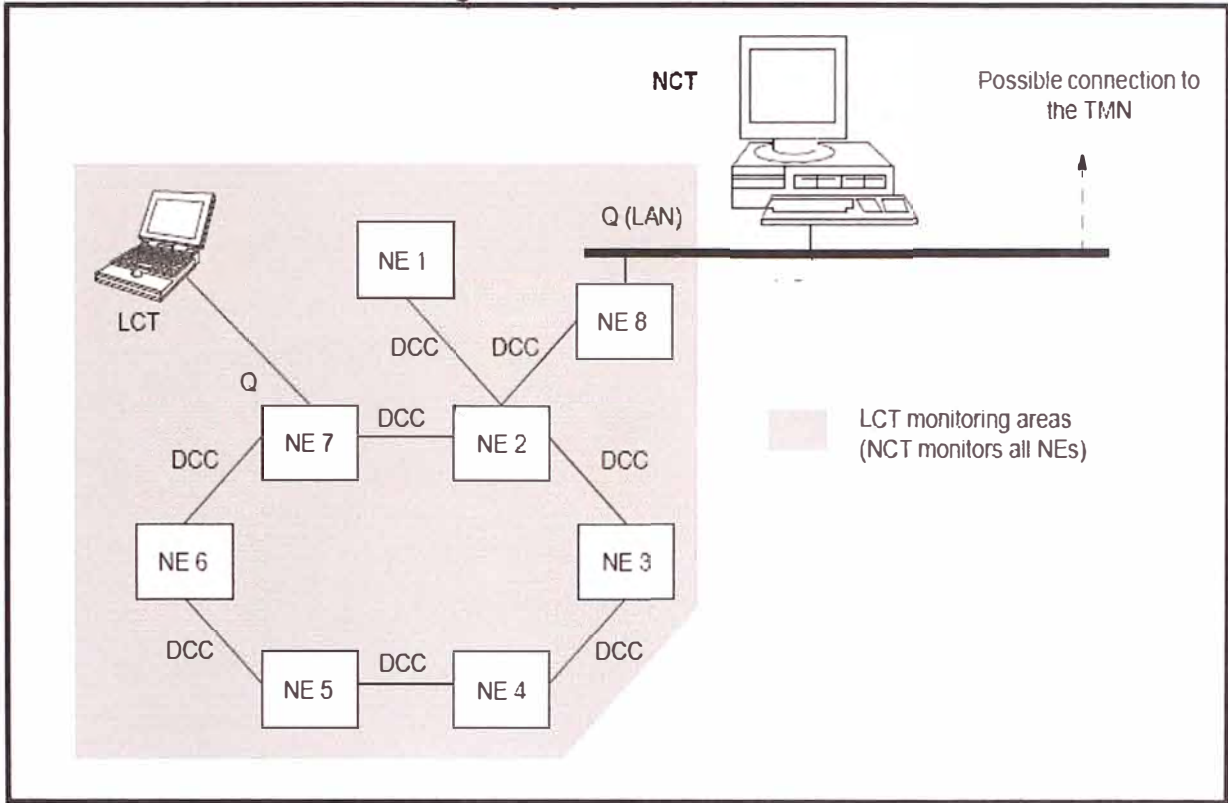 NCT
Possible connection to
the TMN
Q (LAN)
NE 1
LCT
NE 8
DCC
DCC
Q
DCC
NE 7
NE 2
LCT monitoring areas
(NCT monitors all NEs)
DCC
DCC
NE 6
NE 3
DCC
DCC
DCC
NE 5
NE 4